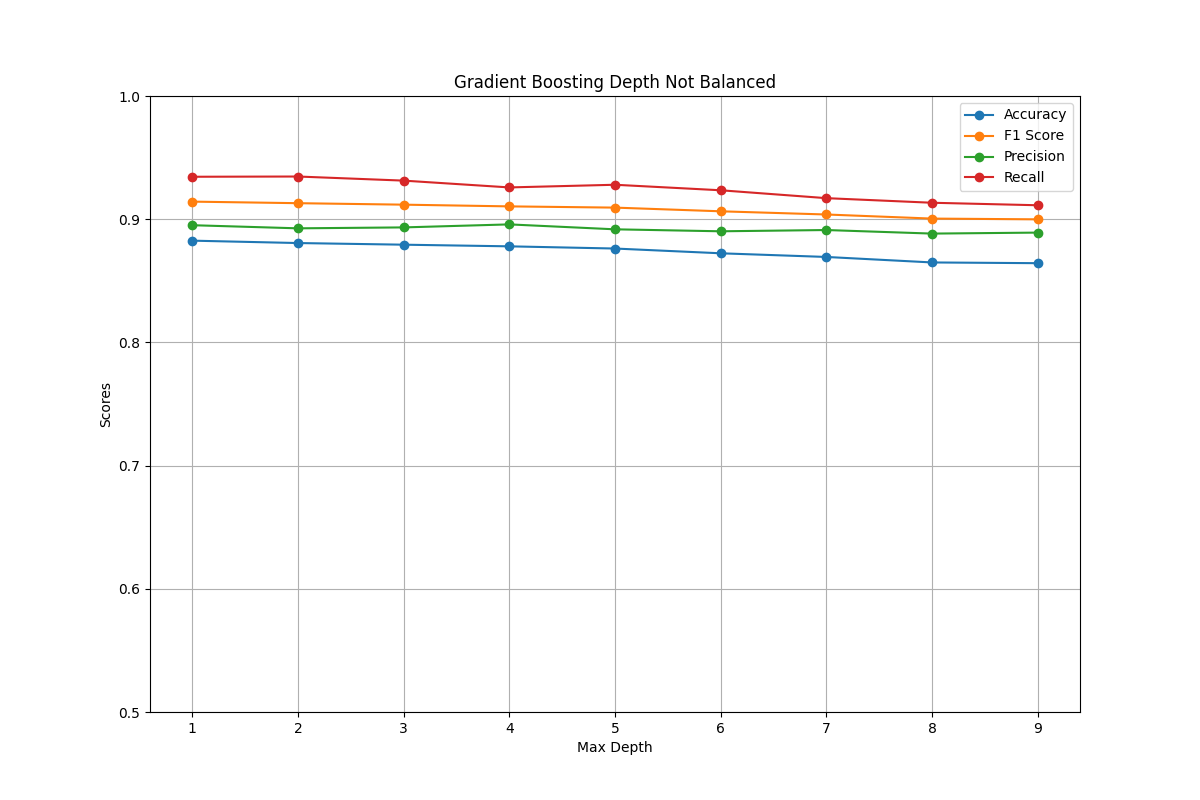 Gradient Boosting Depth Not Balanced
1.0
0.9
0.8
0.7
0.6
0.5
Scores
Accuracy
F1 Score
Precision
Recall
1 2 3 4 5 6 7 8 9
Max Depth